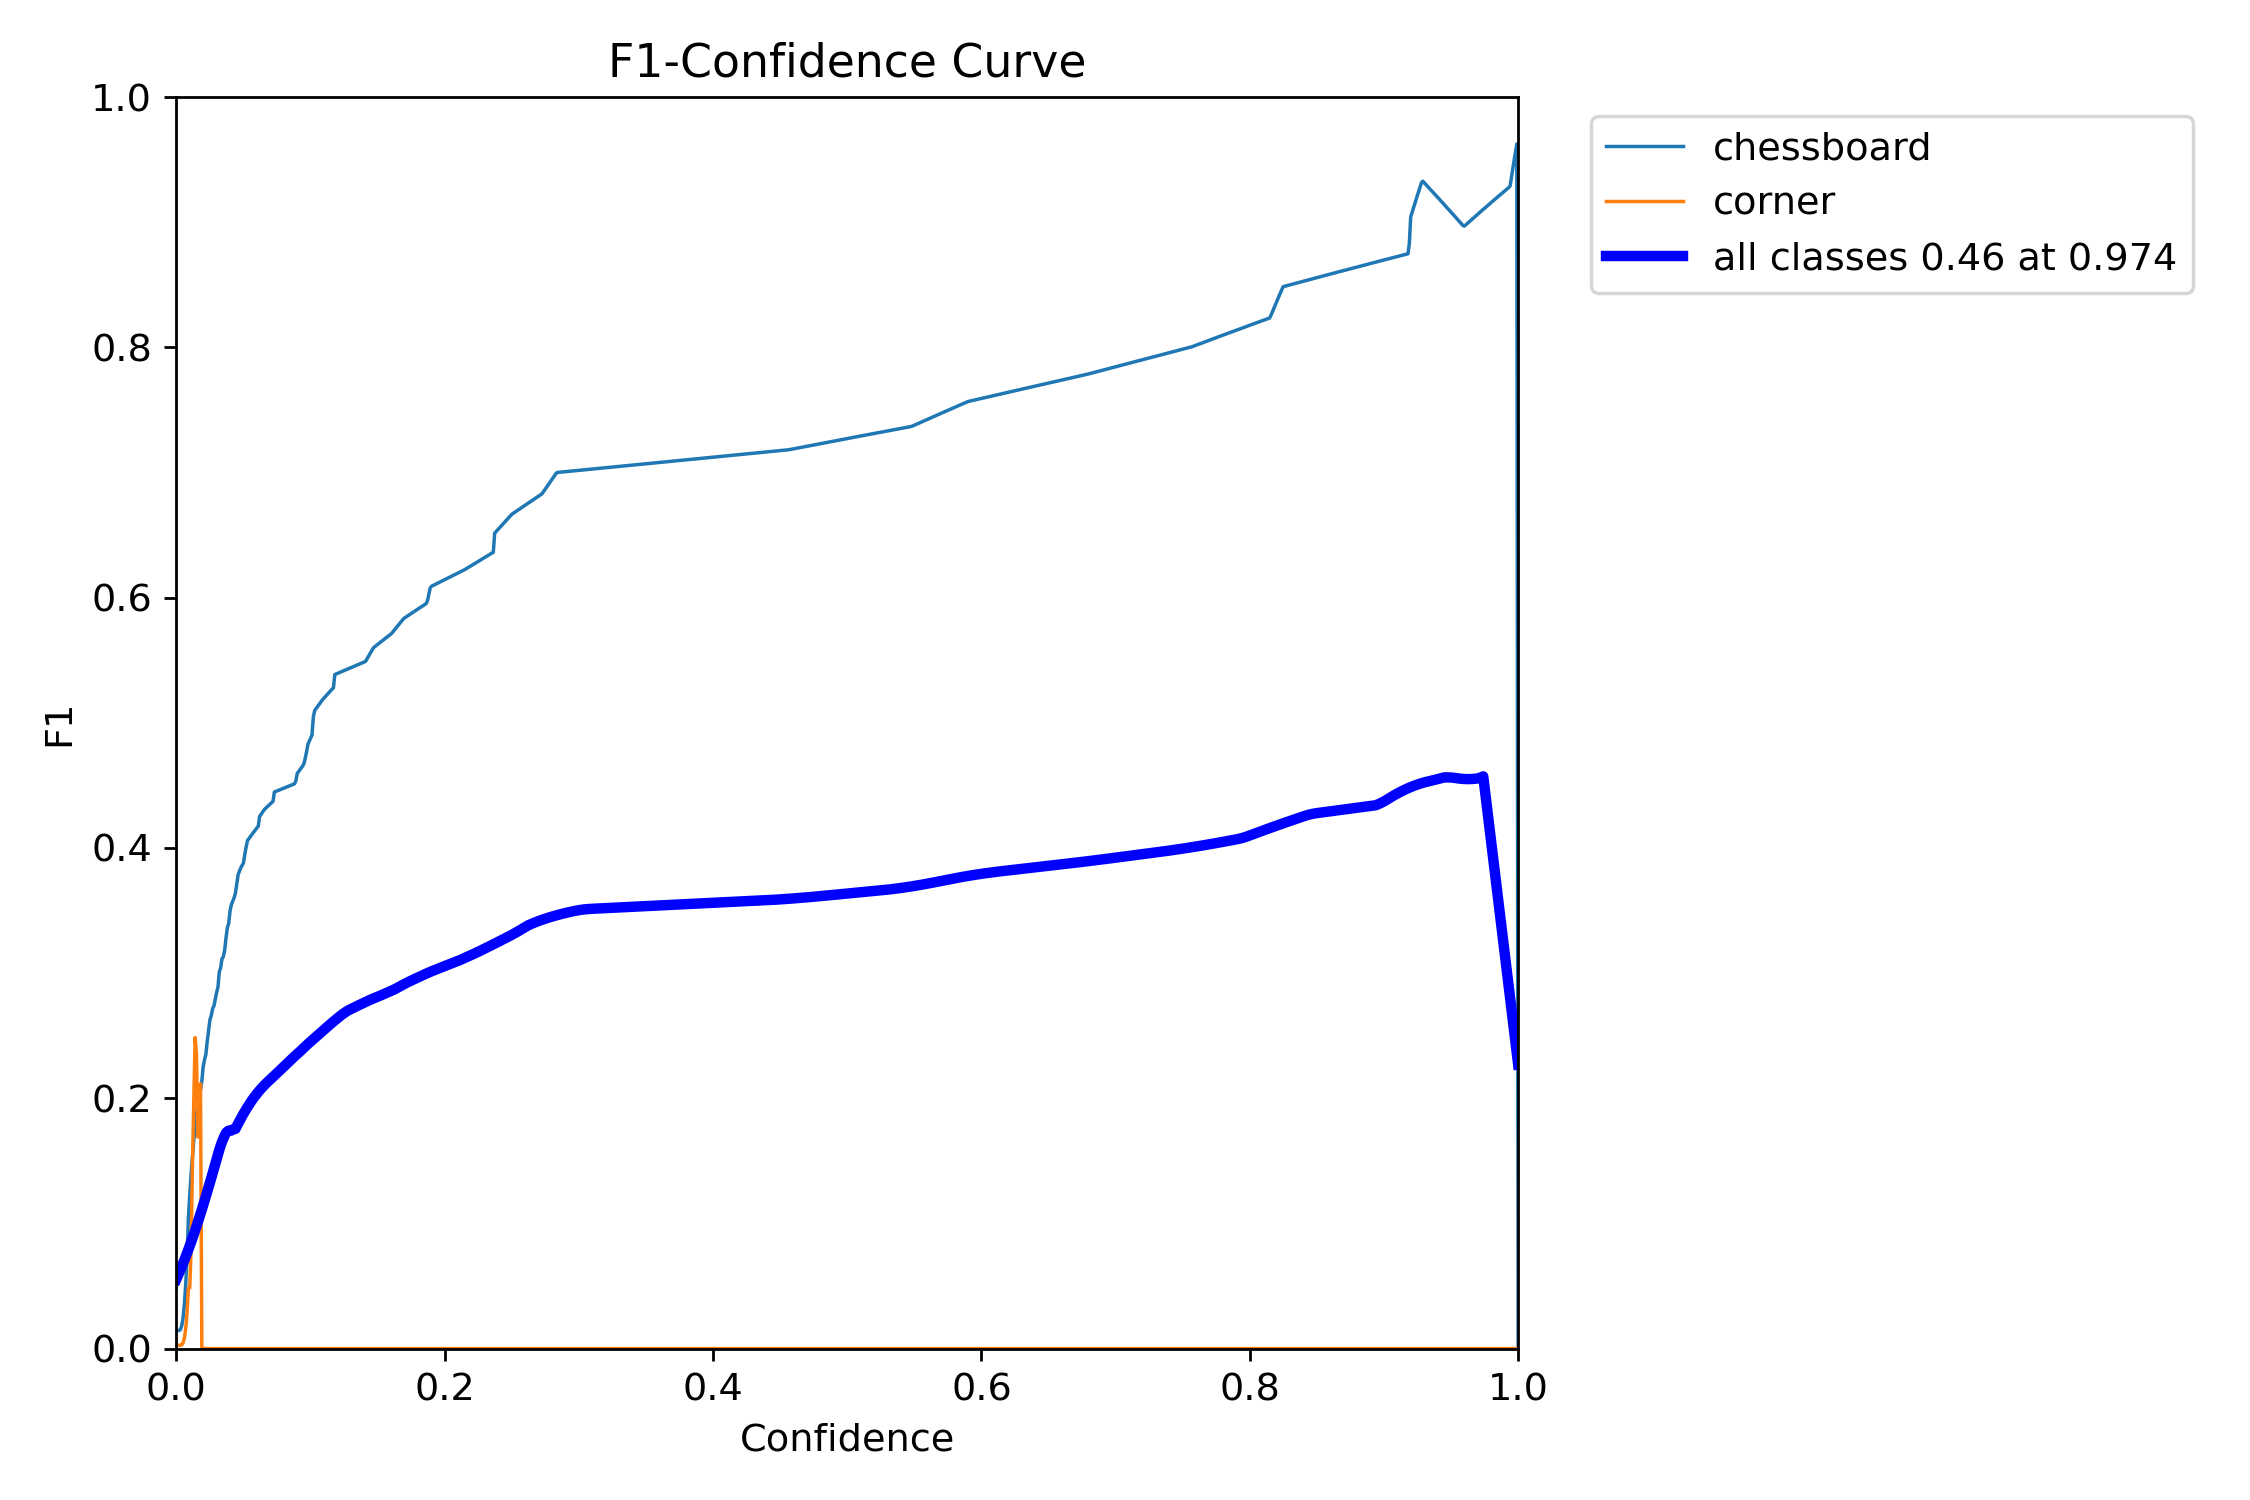 F1-Confidence Curve
1.0
0.8
0.6
0.4
0.2
0.0
F1
0.0 0.2 0.4 0.6 0.8 1.0
Confidence
chessboard
corner
all classes 0.46 at 0.974